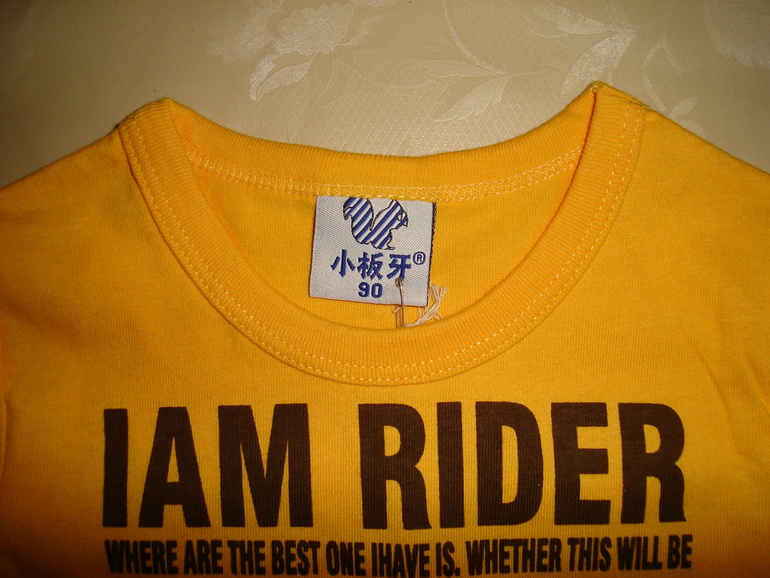 小板牙®
90
IAM RIDER
WHERE ARE THE BEST ONE IHAVE IS. WHETHER THIS WILL BE